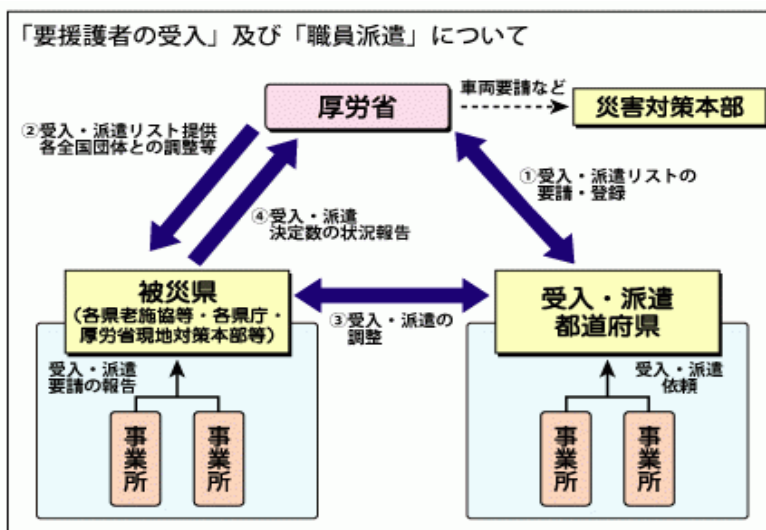 「要援護者の受入」及び「職員派遣」について
厚労省
車両要請など
災害対策本部
②受入・派遣リスト提供
各全国団体との調整等
①受入・派遣リストの
要請・登録
④受入・派遣
決定数の状況報告
被災県
(各県老施協等・各県庁・
厚労省現地対策本部等)
③受入・派遣の
調整
受入・派遣
都道府県
受入・派遣
要請の報告
受入・派遣
依頼
事業所
事業所
事業所
事業所